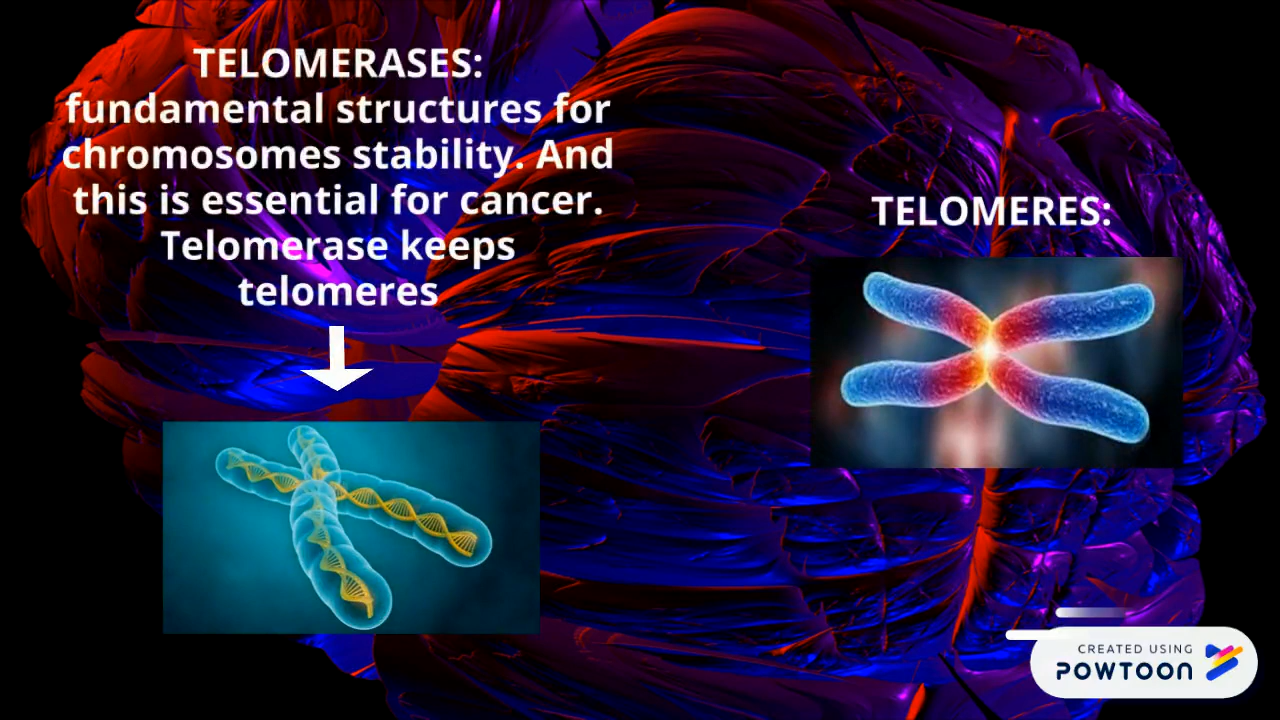 TELOMERASES:
fundamental structures for
chromosomes stability. And
this is essential for cancer.
Telomerase keeps
telomeres
TELOMERES:
CREATED USING
POWTOON